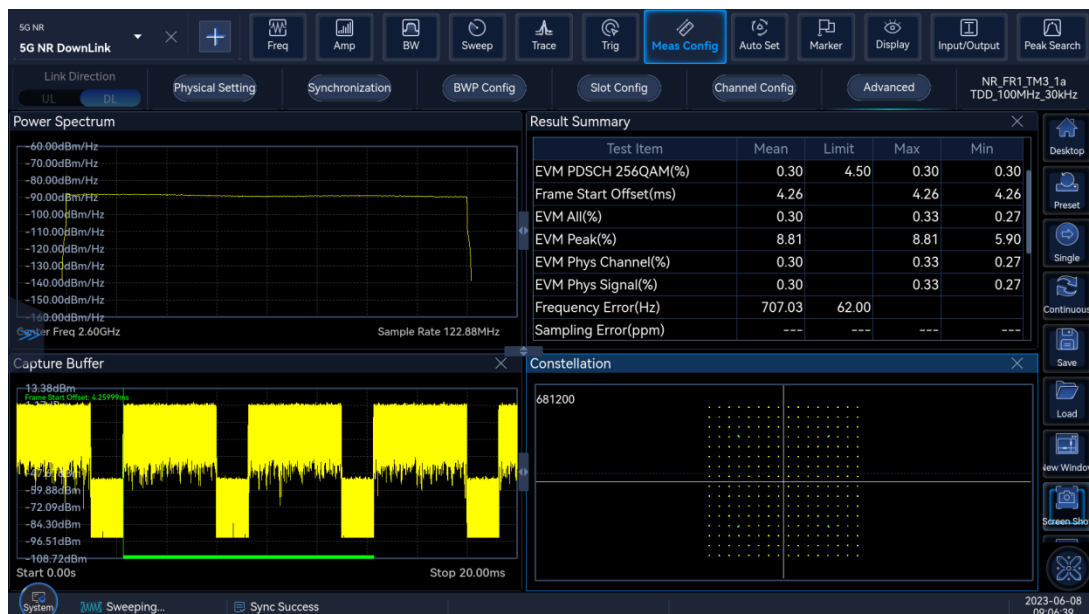 5G NR
5G NR DownLink
Freq
Amp
BW
Sweep
Trace
Trig
Meas Config
Auto Set
Marker
Display
Input/Output
Peak Search
Link Direction
UL DL
Physical Setting
Synchronization
BWP Config
Slot Config
Channel Config
Advanced
NR_FR1_TM3_1a
TDD_100MHz_30kHz
Power Spectrum
-60.00dBm/Hz
-70.00dBm/Hz
-80.00dBm/Hz
-90.00dBm/Hz
-100.00dBm/Hz
-110.00dBm/Hz
-120.00dBm/Hz
-130.00dBm/Hz
-140.00dBm/Hz
-150.00dBm/Hz
-160.00dBm/Hz
Center Freq 2.60GHz Sample Rate 122.88MHz
Result Summary
Test Item Mean Limit Max Min
EVM PDSCH 256QAM(%) 0.30 4.50 0.30 0.30
Frame Start Offset(ms) 4.26 4.26 4.26
EVM All(%) 0.30 0.33 0.27
EVM Peak(%) 8.81 8.81 5.90
EVM Phys Channel(%) 0.30 0.33 0.27
EVM Phys Signal(%) 0.30 0.33 0.27
Frequency Error(Hz) 707.03 62.00
Sampling Error(ppm) --- --- --- ---
Capture Buffer
13.38dBm
Frame Start Offset: 4.25999ms
-59.88dBm
-72.09dBm
-84.30dBm
-96.51dBm
-108.72dBm
Start 0.00s Stop 20.00ms
Constellation
681200
Desktop
Preset
Single
Continuous
Save
Load
New Window
Screen Sho
System
Sweeping...
Sync Success
2023-06-08
09:06:39